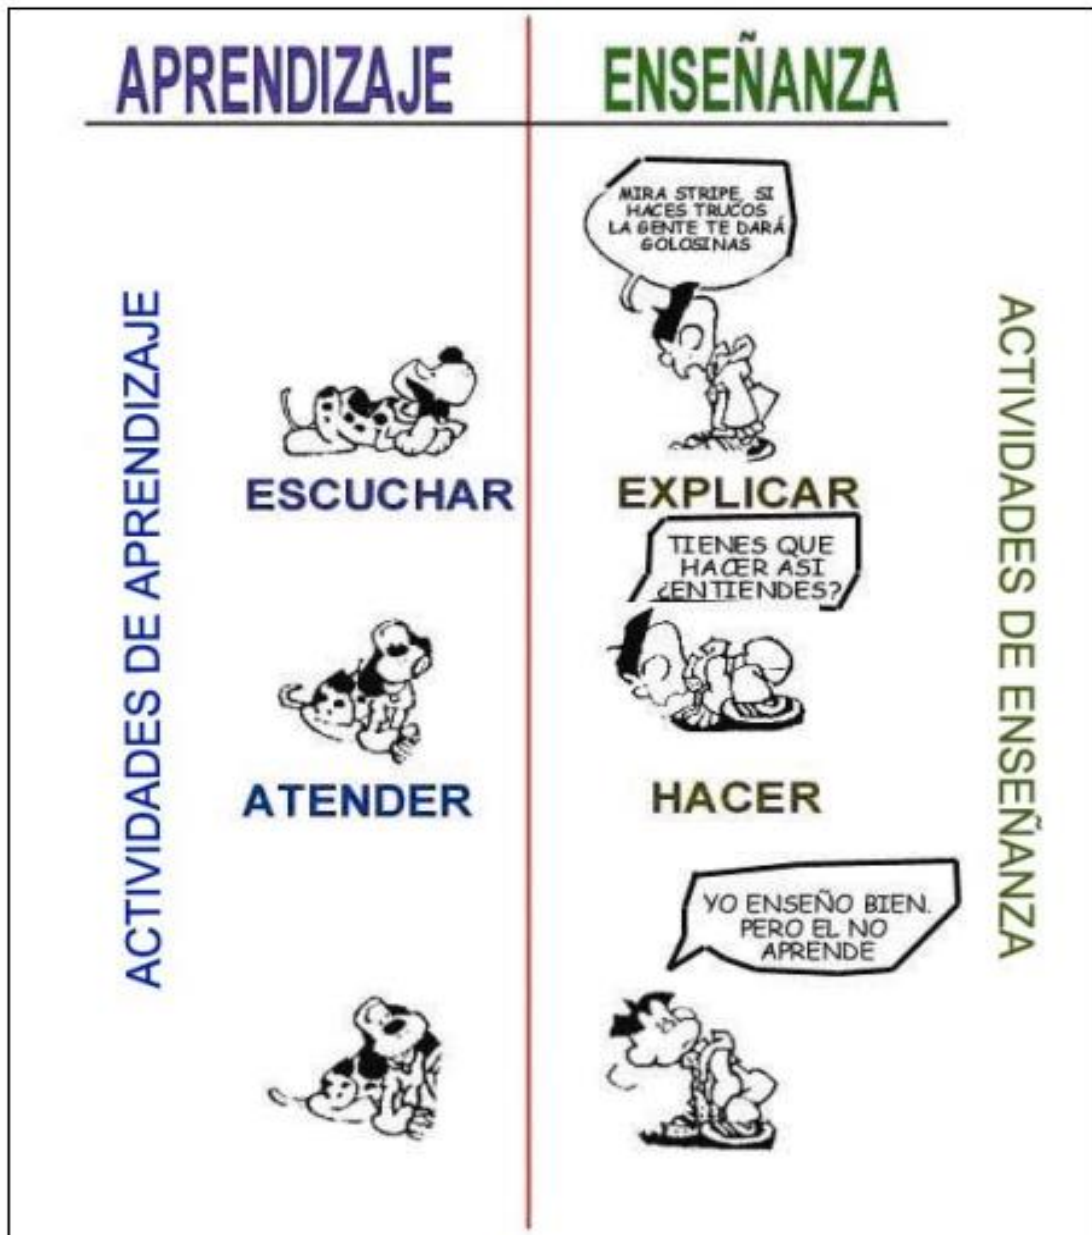 APRENDIZAJE
ENSEÑANZA
MIRA STRIPE, SI
HACES TRUCOS
LA GENTE TE DARÁ
GOLOSINAS
ACTIVIDADES DE APRENDIZAJE
ACTIVIDADES DE ENSEÑANZA
ESCUCHAR
EXPLICAR
TIENES QUE
HACER ASI
¿ENTIENDES?
ATENDER
HACER
YO ENSEÑO BIEN.
PERO EL NO
APRENDE